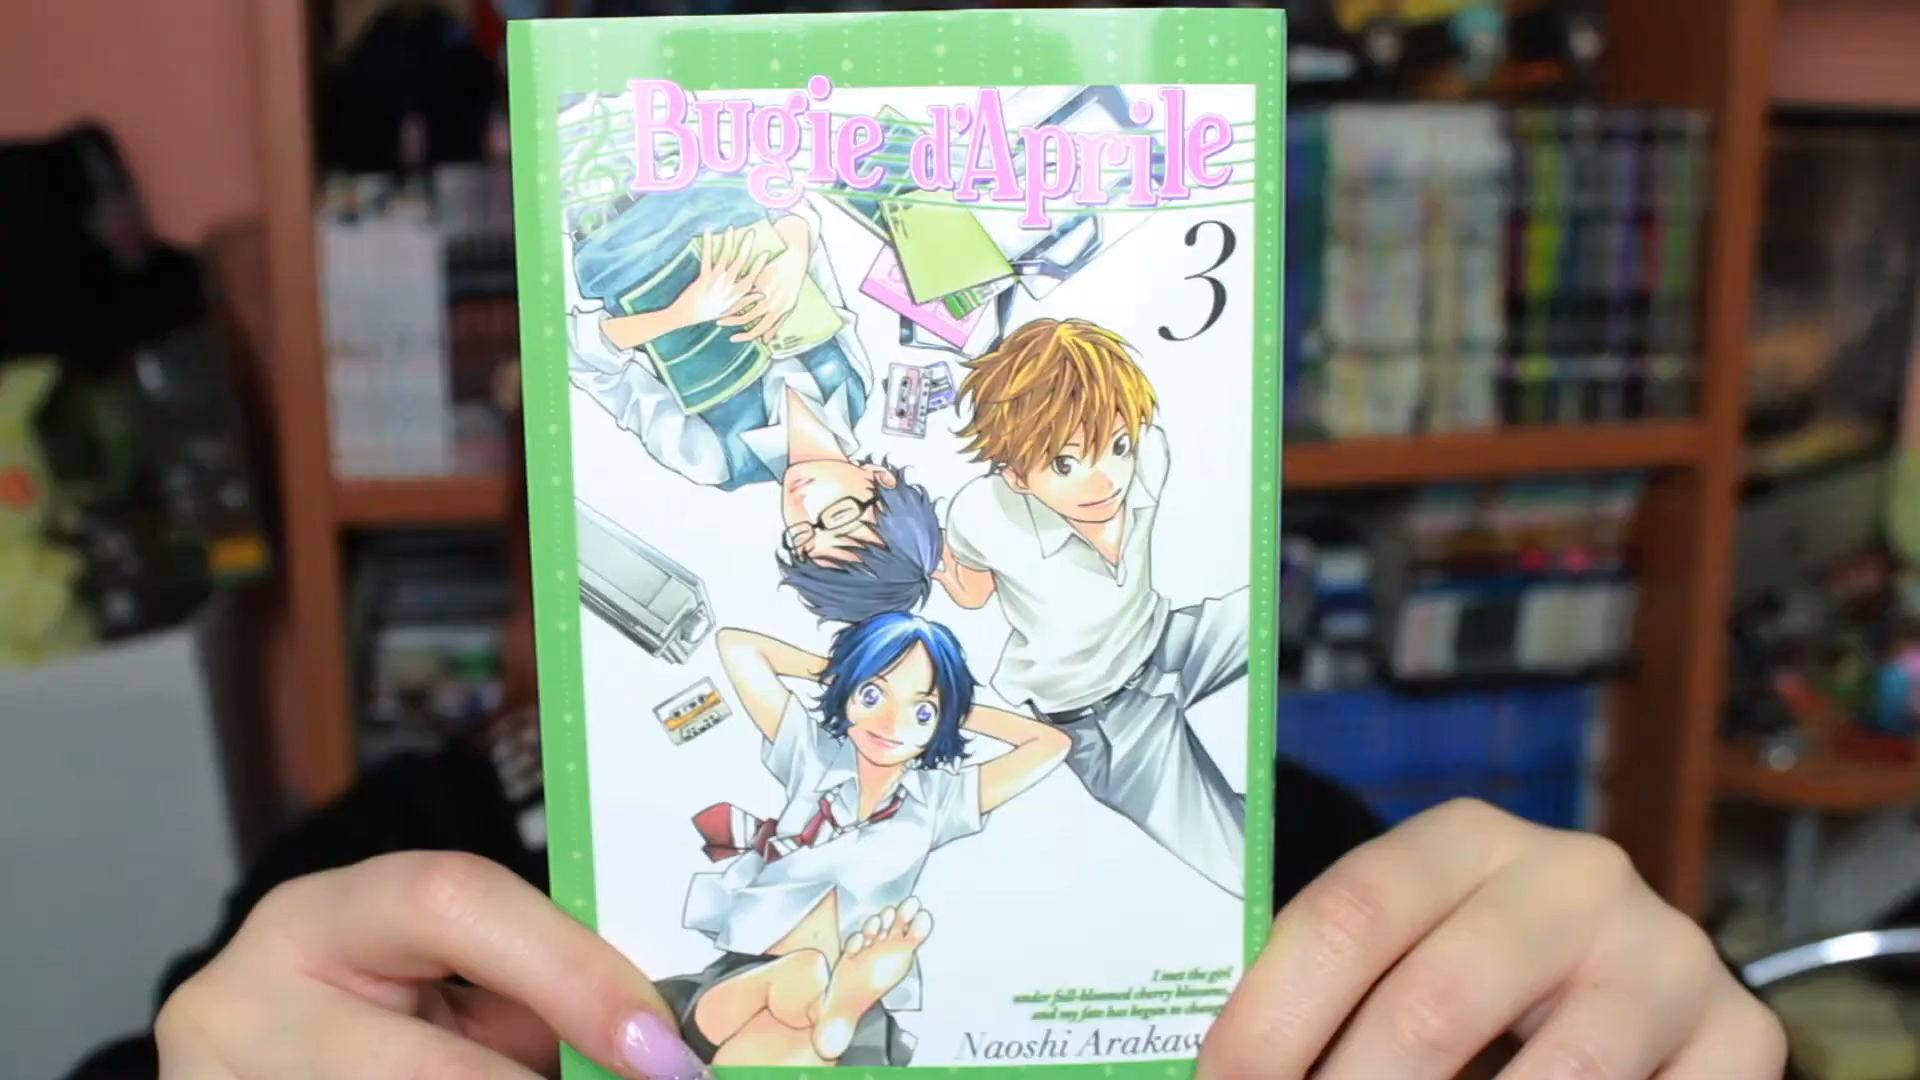 Bugie d'Aprile
3
I met the girl
under full-bloomed cherry blossoms,
and my fate has begun to change
Naoshi Arakaw